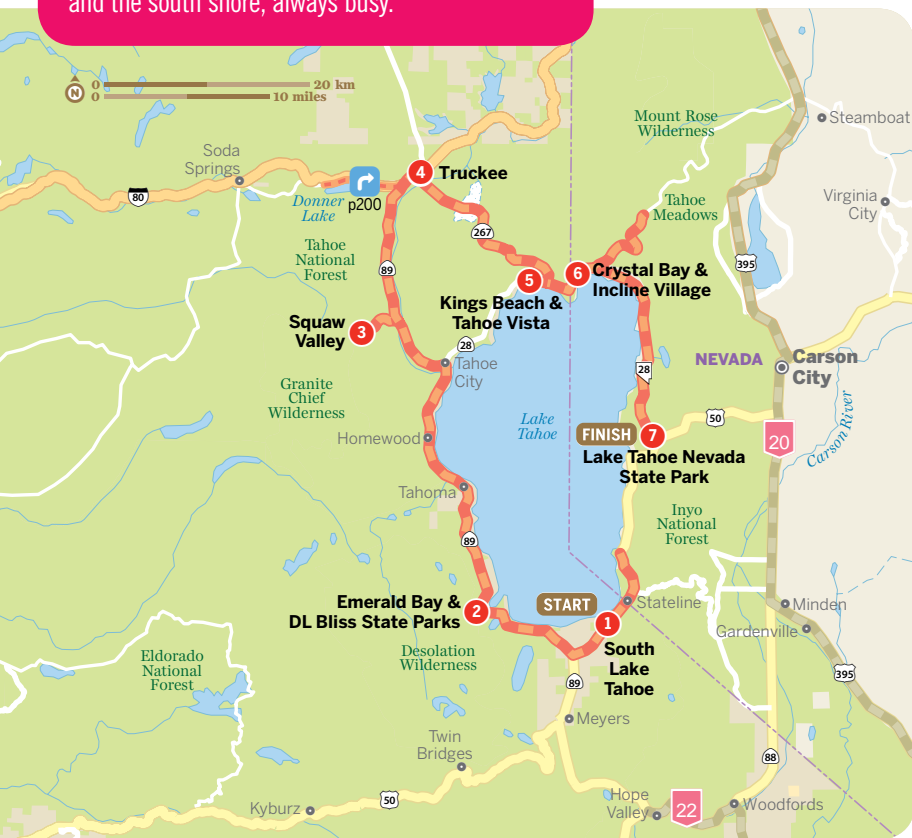 and the south shore, always busy.
N
0
20 km
0
10 miles
Mount Rose
Wilderness
Steamboat
Soda
Springs
4
Truckee
80
Donner
Lake
p200
Virginia
City
Tahoe
Meadows
267
Tahoe
National
Forest
89
395
5
6
Crystal Bay &
Incline Village
Kings Beach &
Tahoe Vista
Squaw
Valley
3
28
Tahoe
City
NEVADA
Carson
City
28
Granite
Chief
Wilderness
Lake
Tahoe
50
Carson River
Homewood
FINISH
7
20
Lake Tahoe Nevada
State Park
Tahoma
Inyo
National
Forest
89
Emerald Bay &
DL Bliss State Parks
2
START
1
Stateline
Minden
Gardenville
South
Lake
Tahoe
Desolation
Wilderness
Eldorado
National
Forest
89
395
Meyers
Twin
Bridges
88
50
Kyburz
Hope
Valley
22
Woodfords